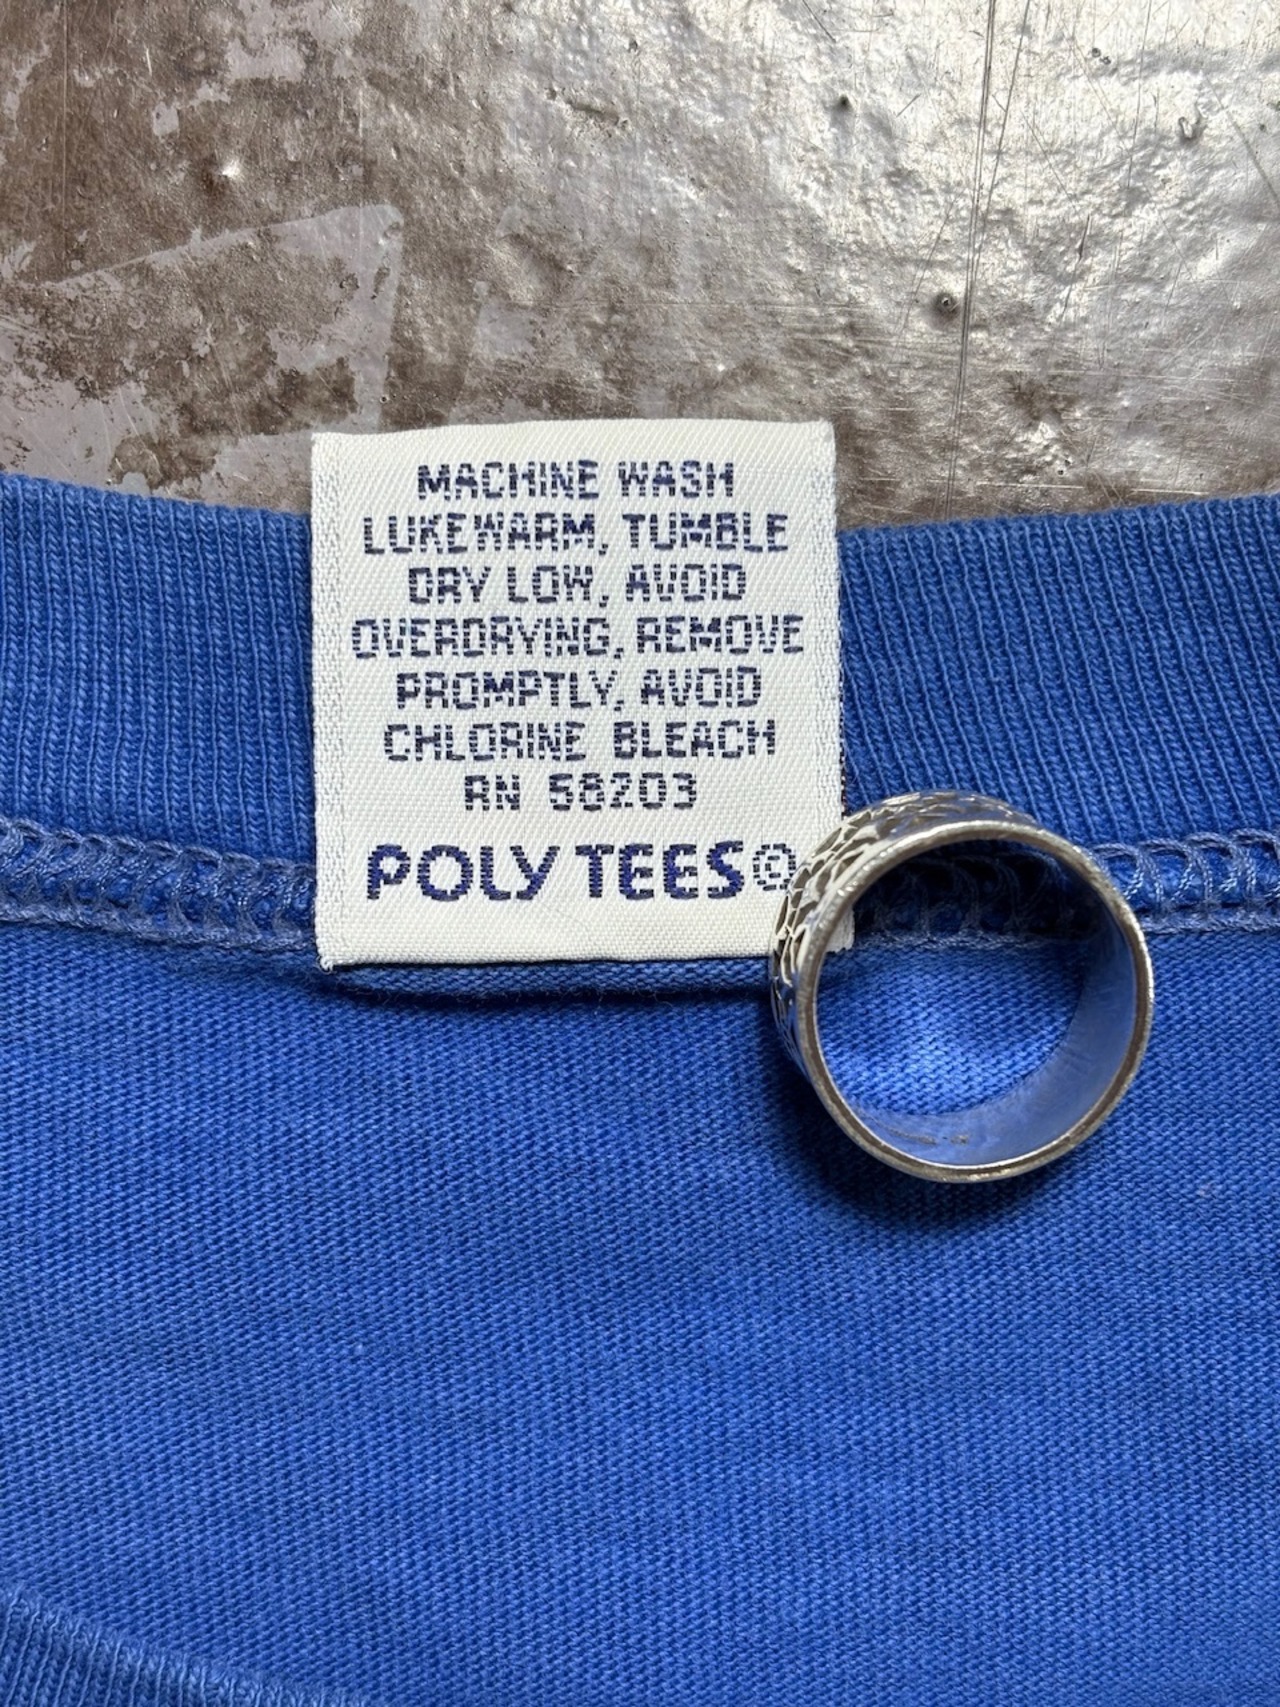 MACHINE WASH
LUKEWARM, TUMBLE
DRY LOW, AVOID
OVERDRYING, REMOVE
PROMPTLY, AVOID
CHLORINE BLEACH
RN 58203
POLY TEES©